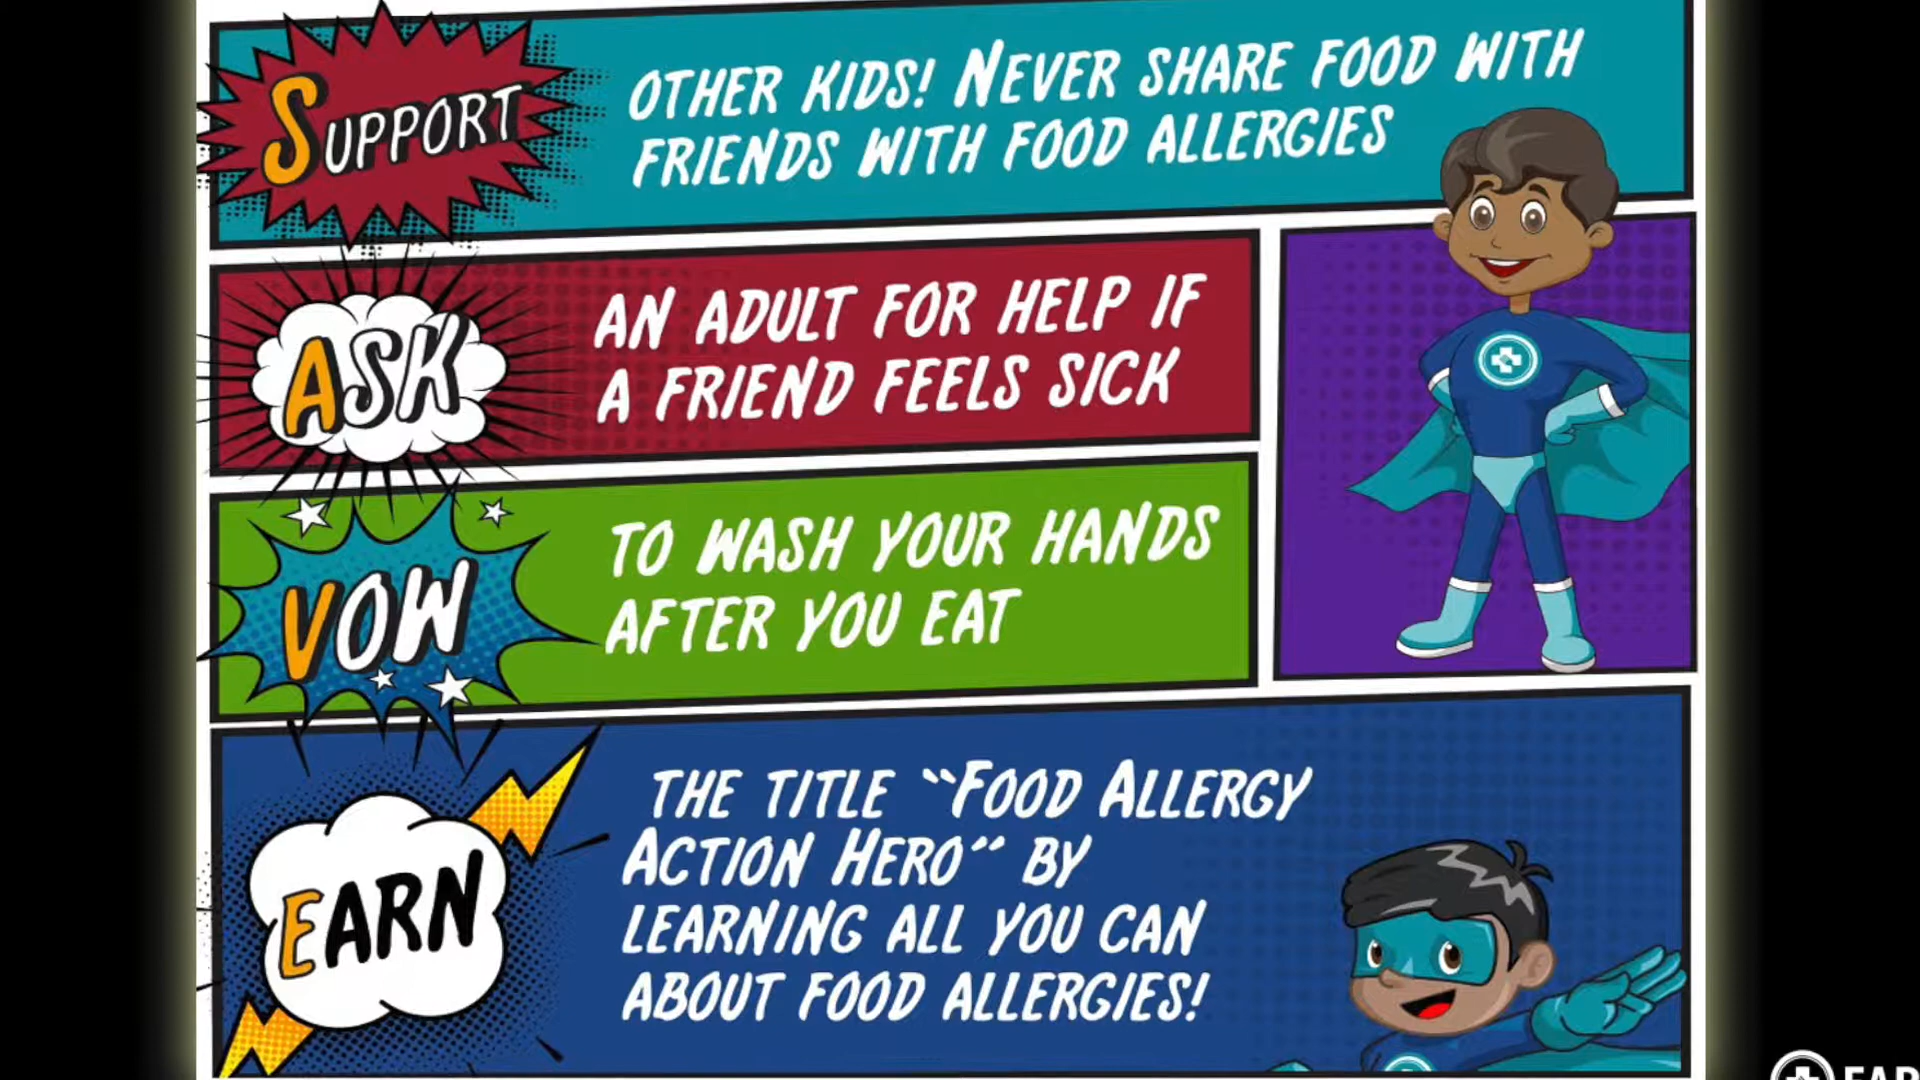 SUPPORT
OTHER KIDS! NEVER SHARE FOOD WITH
FRIENDS WITH FOOD ALLERGIES
ASK
AN ADULT FOR HELP IF
A FRIEND FEELS SICK
VOW
TO WASH YOUR HANDS
AFTER YOU EAT
EARN
THE TITLE “FOOD ALLERGY
ACTION HERO” BY
LEARNING ALL YOU CAN
ABOUT FOOD ALLERGIES!